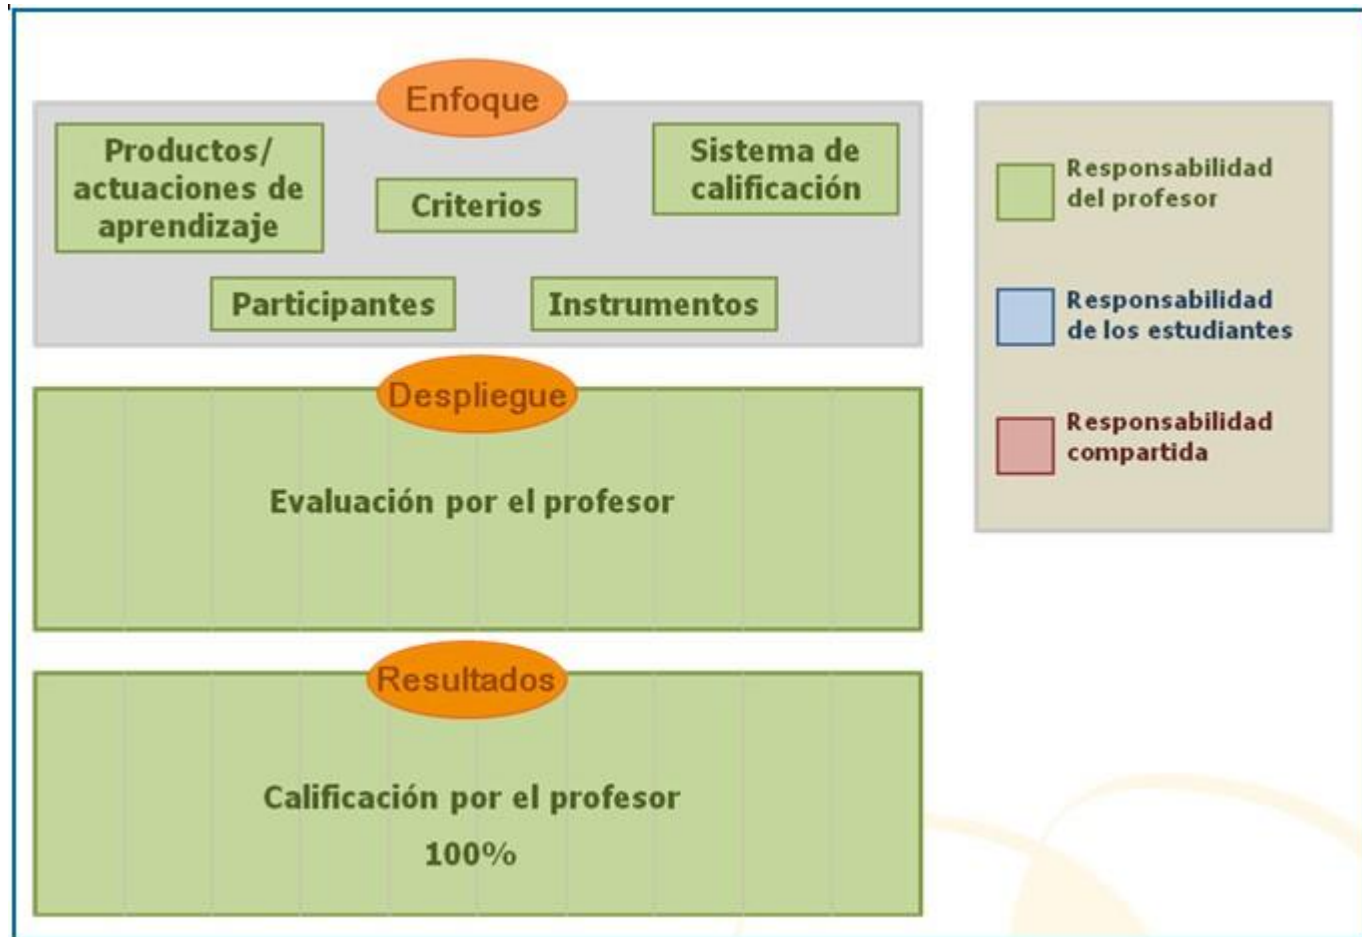 Enfoque
Productos/
actuaciones de
aprendizaje
Criterios
Sistema de
calificación
Participantes
Instrumentos
Despliegue
Evaluación por el profesor
Resultados
Calificación por el profesor
100%
Responsabilidad
del profesor
Responsabilidad
de los estudiantes
Responsabilidad
compartida